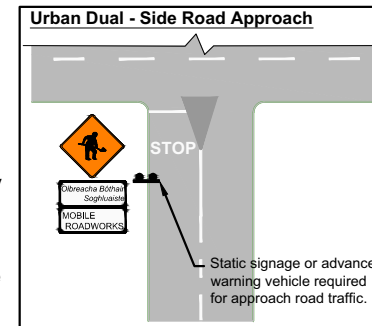 Urban Dual - Side Road Approach
STOP
Oibreacha Bóthair
Soghluaiste
MOBILE
ROADWORKS
Static signage or advance
warning vehicle required
for approach road traffic.